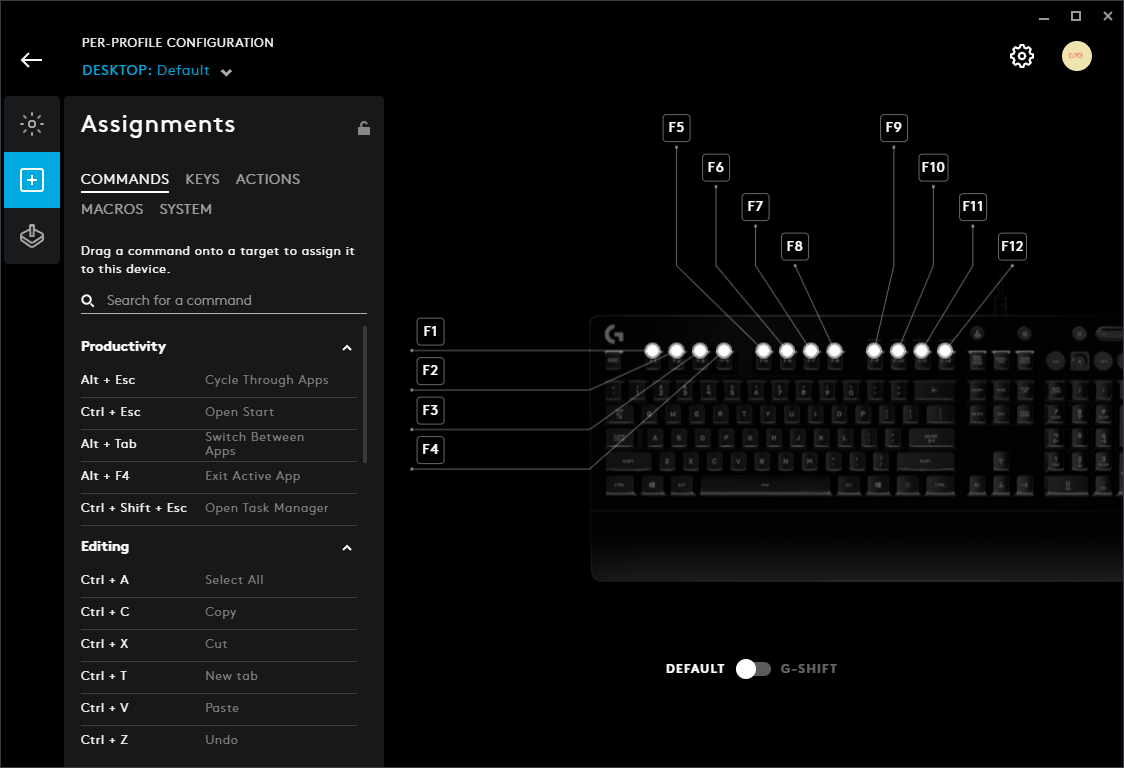 PER-PROFILE CONFIGURATION
DESKTOP: Default
Assignments
COMMANDS KEYS ACTIONS
MACROS SYSTEM
Drag a command onto a target to assign it
to this device.
Search for a command
Productivity
Alt + Esc Cycle Through Apps
Ctrl + Esc Open Start
Alt + Tab Switch Between
Apps
Alt + F4 Exit Active App
Ctrl + Shift + Esc Open Task Manager
Editing
Ctrl + A Select All
Ctrl + C Copy
Ctrl + X Cut
Ctrl + T New tab
Ctrl + V Paste
Ctrl + Z Undo
F5
F9
F6
F10
F7
F11
F8
F12
F1
F2
F3
F4
DEFAULT G-SHIFT